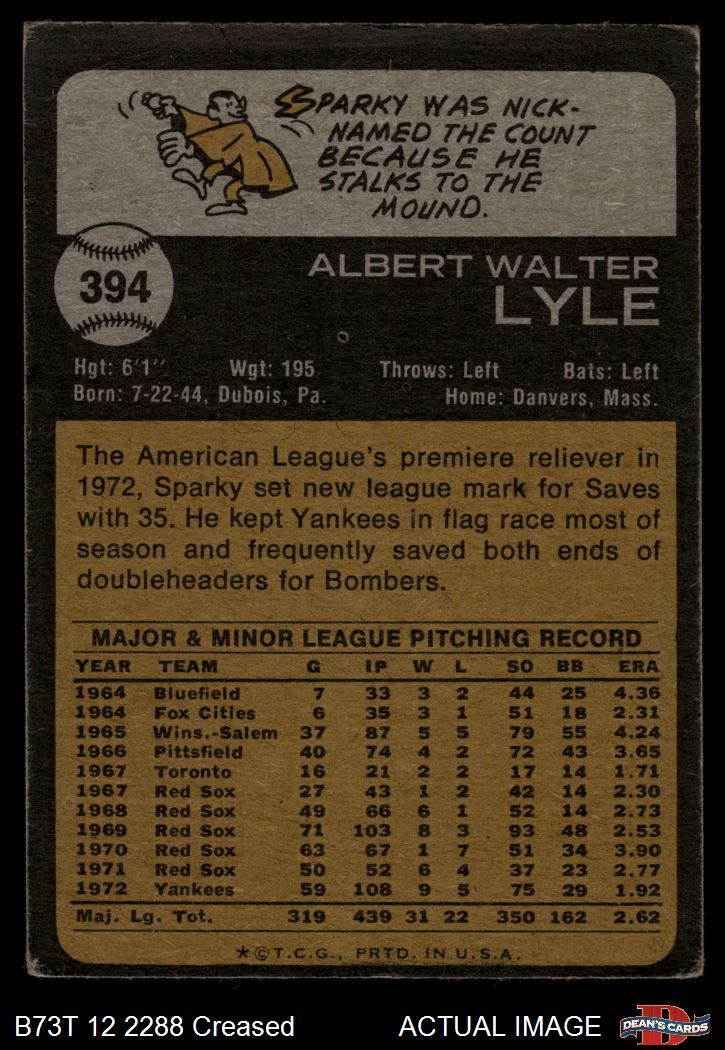 SPARKY WAS NICK-
NAMED THE COUNT
BECAUSE HE
STALKS TO THE
MOUND.
394
ALBERT WALTER
LYLE
Hgt: 6'1'' Wgt: 195 Throws: Left Bats: Left
Born: 7-22-44, Dubois, Pa. Home: Danvers, Mass.
The American League's premiere reliever in
1972, Sparky set new league mark for Saves
with 35. He kept Yankees in flag race most of
season and frequently saved both ends of
doubleheaders for Bombers.
MAJOR & MINOR LEAGUE PITCHING RECORD
YEAR TEAM G IP W L SO BB ERA
1964 Bluefield 7 33 3 2 44 25 4.36
1964 Fox Cities 6 35 3 1 51 18 2.31
1965 Wins.-Salem 37 87 5 5 79 55 4.24
1966 Pittsfield 40 74 4 2 72 43 3.65
1967 Toronto 16 21 2 2 17 14 1.71
1967 Red Sox 27 43 1 2 42 14 2.30
1968 Red Sox 49 66 6 1 52 14 2.73
1969 Red Sox 71 103 8 3 93 48 2.53
1970 Red Sox 63 67 1 7 51 34 3.90
1971 Red Sox 50 52 6 4 37 23 2.77
1972 Yankees 59 108 9 5 75 29 1.92
Maj. Lg. Tot. 319 439 31 22 350 162 2.62
*©T.C.G., PRTD. IN U.S.A.
B73T 12 2288 Creased ACTUAL IMAGE D DEAN'S CARDS